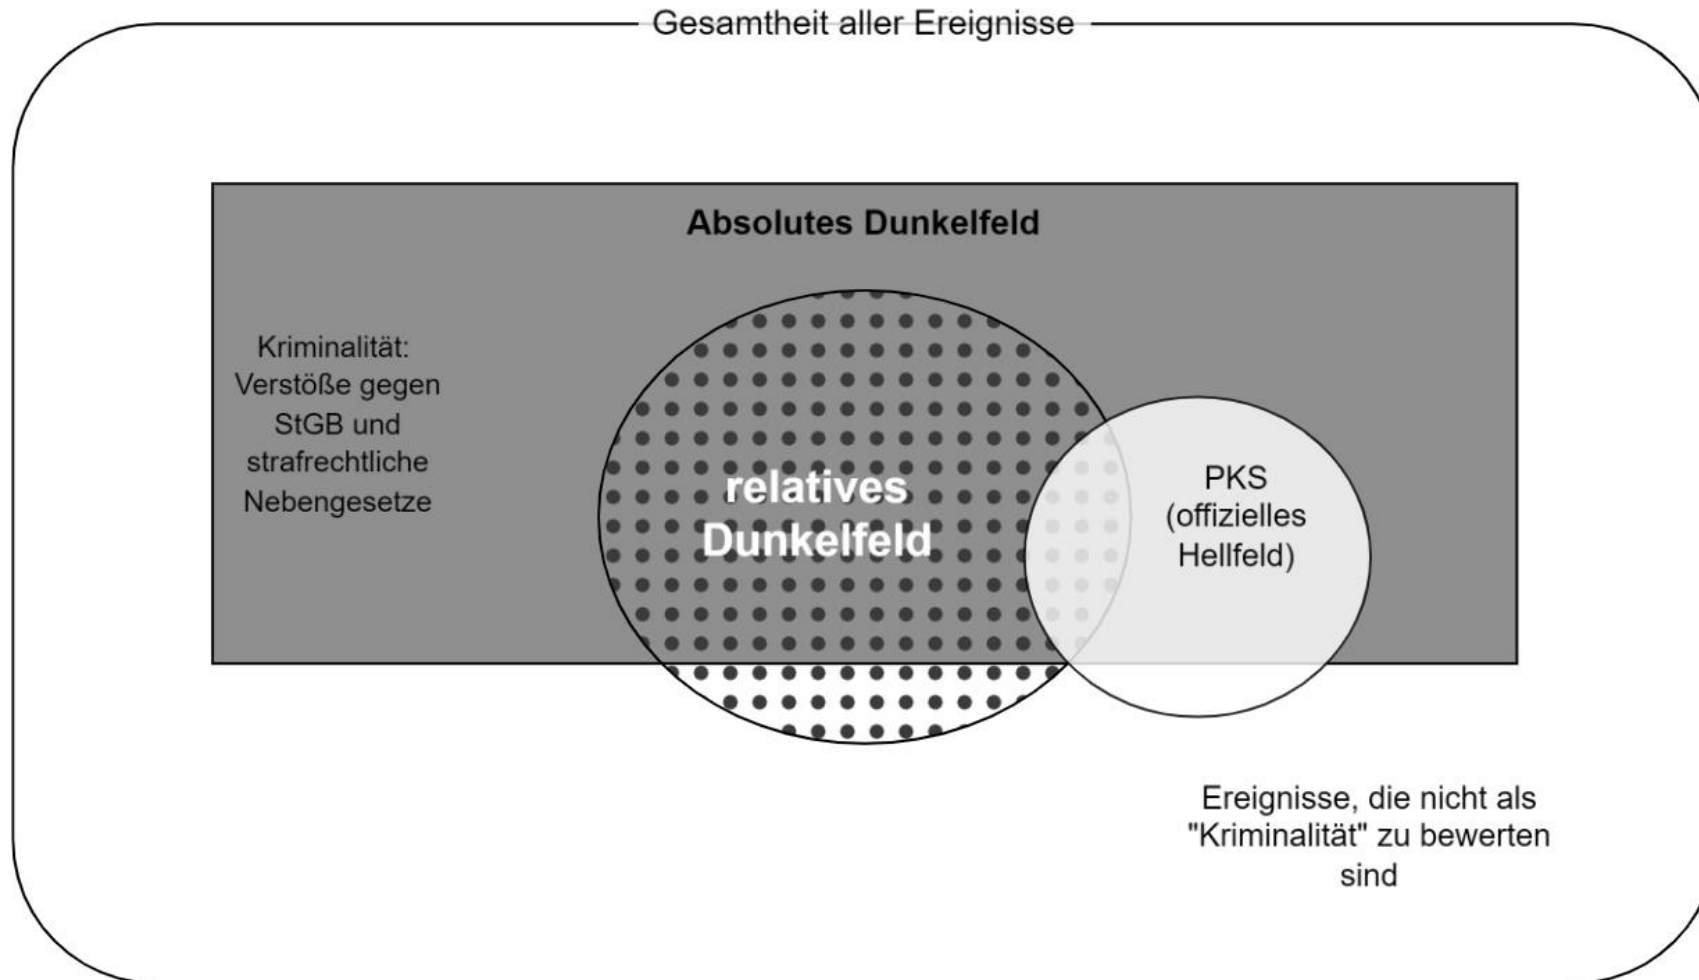 Gesamtheit aller Ereignisse
Absolutes Dunkelfeld
Kriminalität:
Verstöße gegen
StGB und
strafrechtliche
Nebengesetze
relatives
Dunkelfeld
PKS
(offizielles
Hellfeld)
Ereignisse, die nicht als
"Kriminalität" zu bewerten
sind